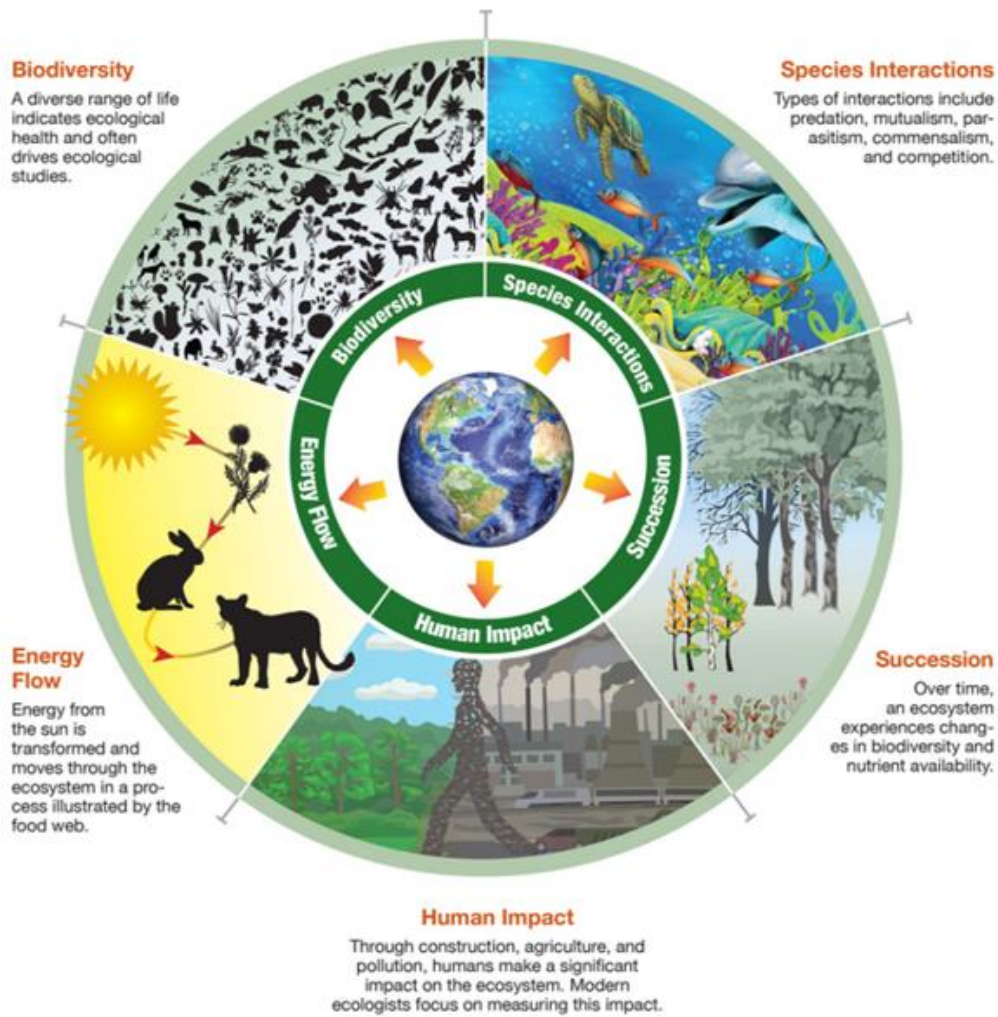 Biodiversity
A diverse range of life
indicates ecological
health and often
drives ecological
studies.
Species Interactions
Types of interactions include
predation, mutualism, par-
asitism, commensalism,
and competition.
Biodiversity
Species Interactions
Energy Flow
Succession
Human Impact
Energy
Flow
Energy from
the sun is
transformed and
moves through the
ecosystem in a pro-
cess illustrated by the
food web.
Succession
Over time,
an ecosystem
experiences chang-
es in biodiversity and
nutrient availability.
Human Impact
Through construction, agriculture, and
pollution, humans make a significant
impact on the ecosystem. Modern
ecologists focus on measuring this impact.